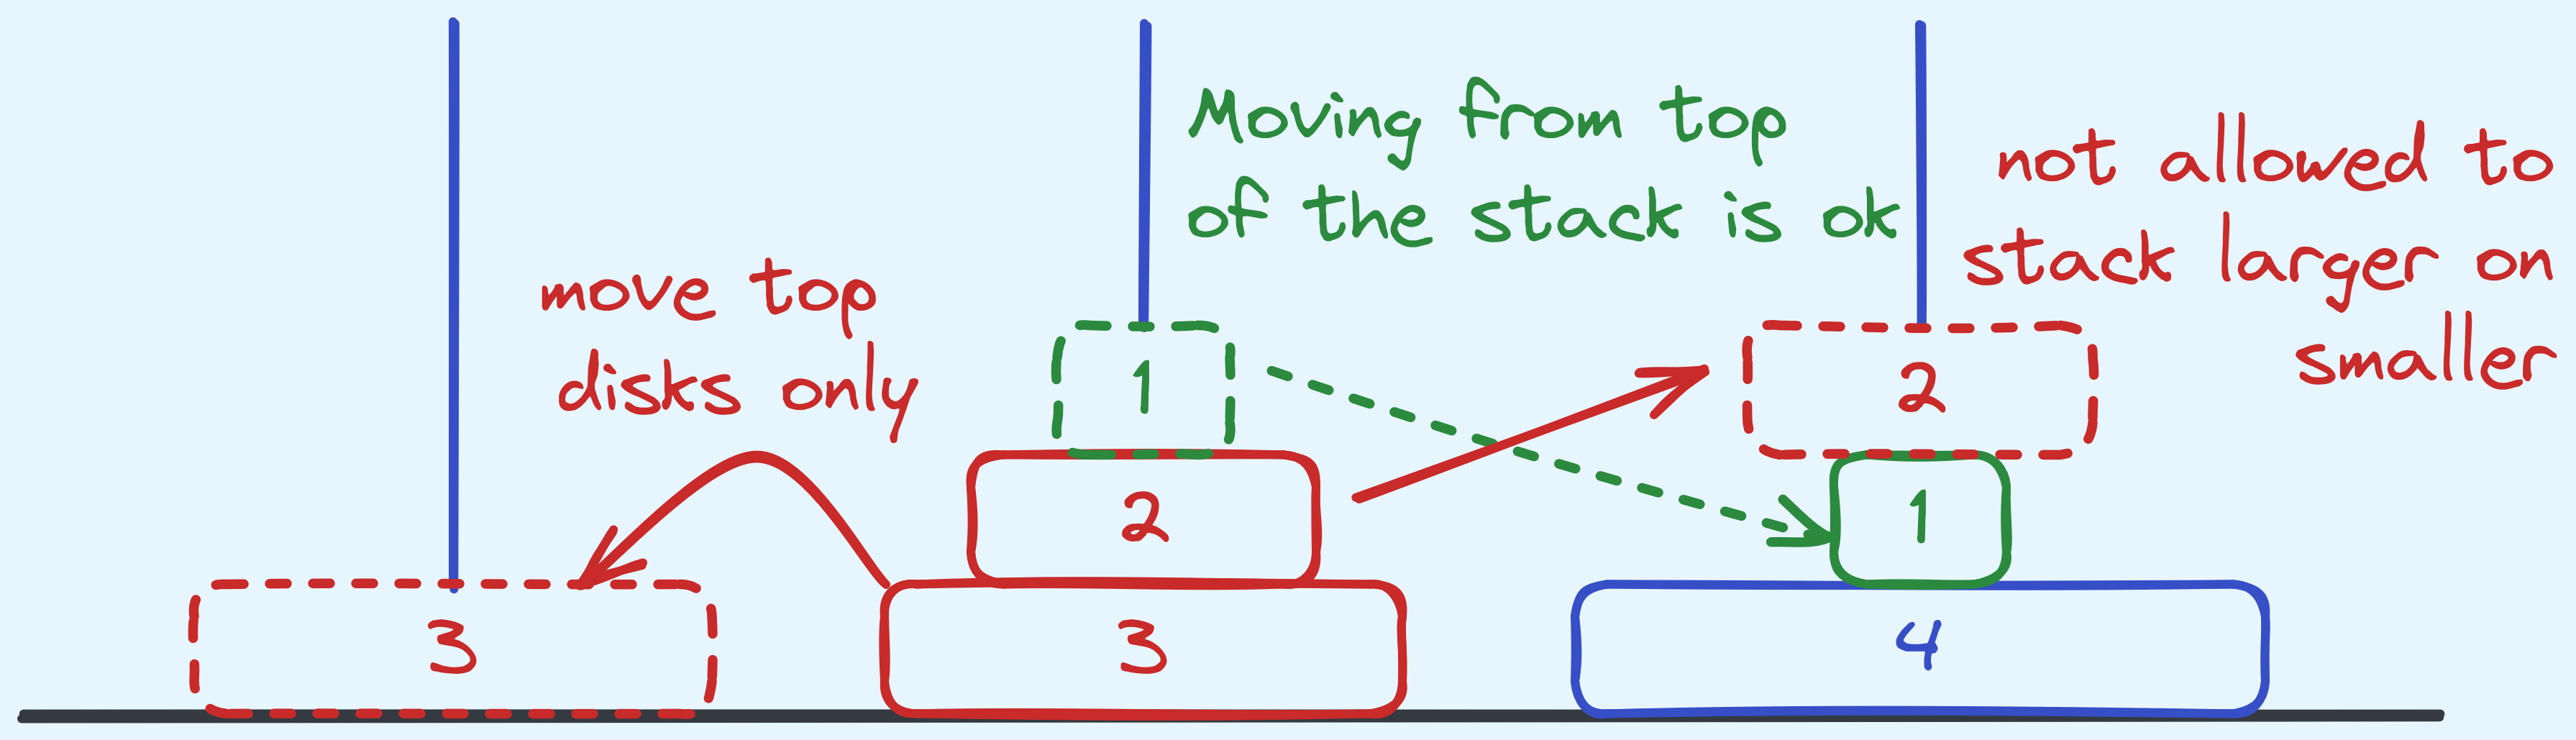 Moving from top
of the stack is ok
not allowed to
stack larger on
smaller
move top
disks only
1
2
2
1
3
3
4